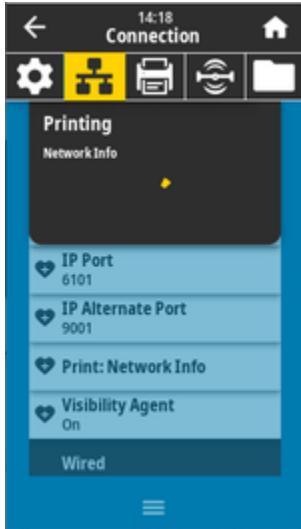 14:18
Connection
Printing
Network Info
IP Port
6101
IP Alternate Port
9001
Print: Network Info
Visibility Agent
On
Wired